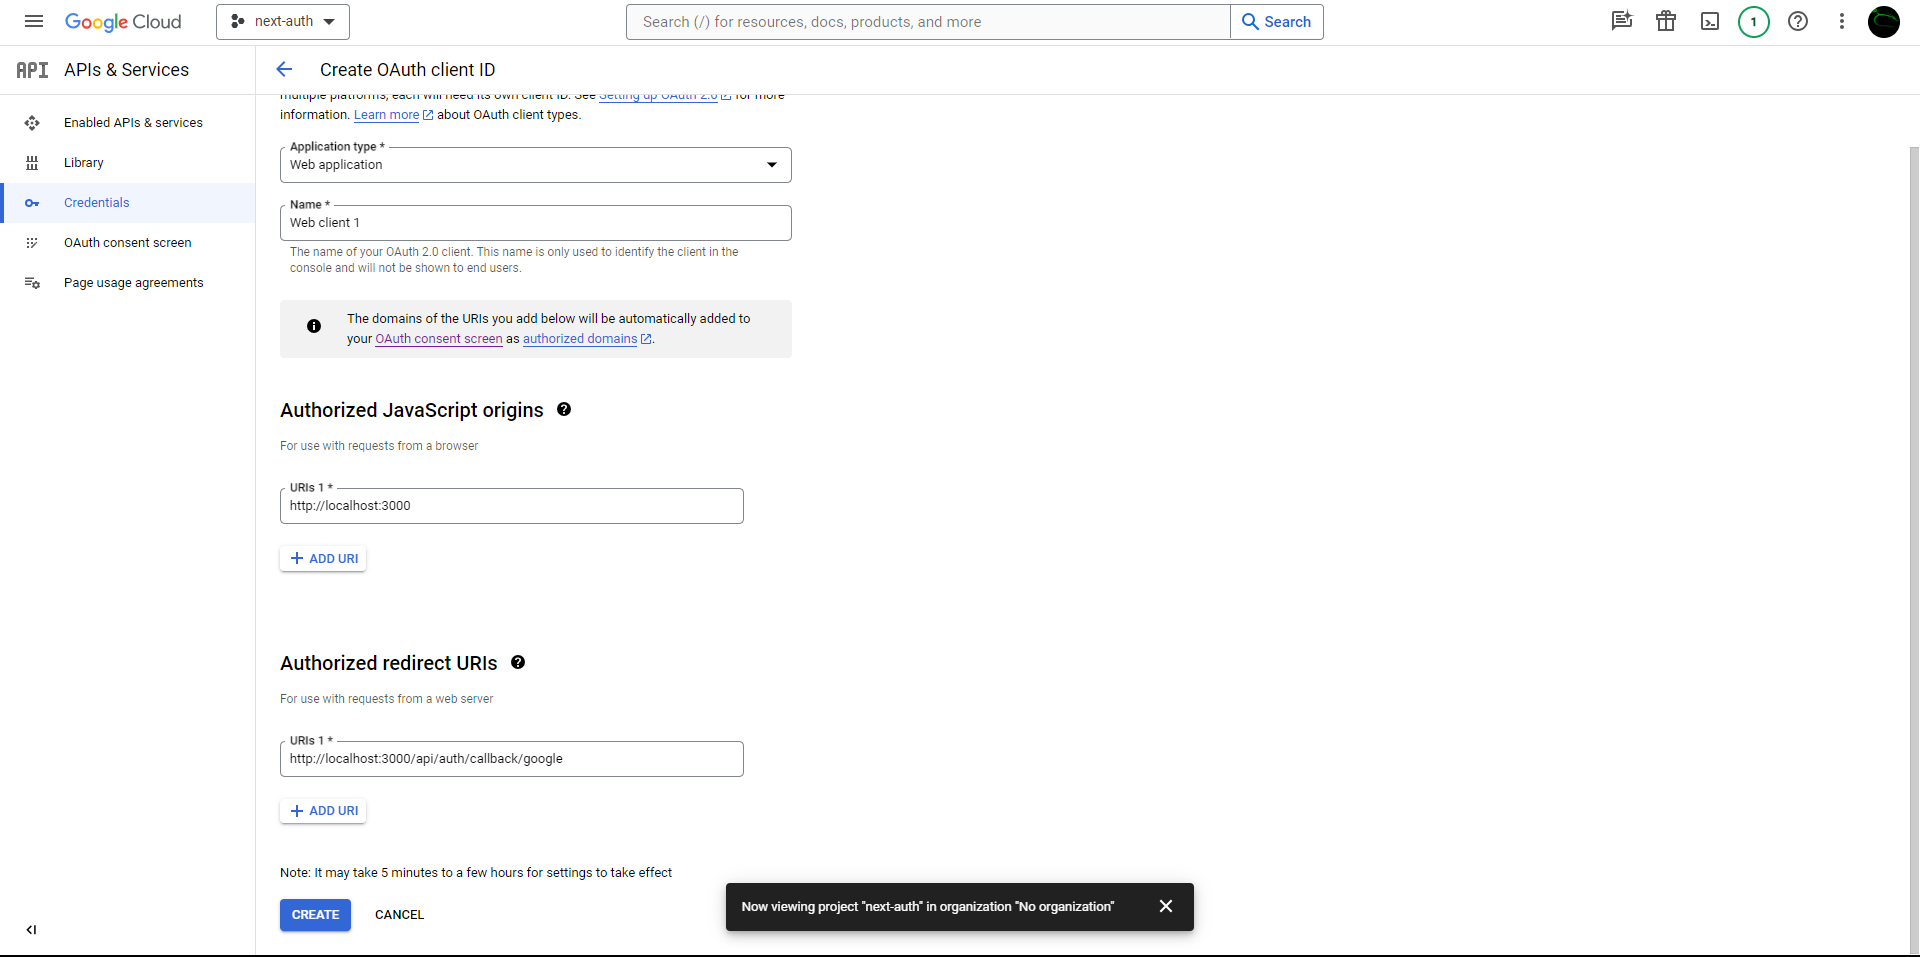 Google Cloud
next-auth
Search (/) for resources, docs, products, and more
Search
1
API
APIs & Services
Create OAuth client ID
Enabled APIs & services
Library
Credentials
OAuth consent screen
Page usage agreements
multiple platforms, each will need its own client ID. See Setting up OAuth 2.0 for more
information. Learn more about OAuth client types.
Application type *
Web application
Name *
Web client 1
The name of your OAuth 2.0 client. This name is only used to identify the client in the
console and will not be shown to end users.
The domains of the URIs you add below will be automatically added to
your OAuth consent screen as authorized domains.
Authorized JavaScript origins
For use with requests from a browser
URIs 1 *
http://localhost:3000
+ ADD URI
Authorized redirect URIs
For use with requests from a web server
URIs 1 *
http://localhost:3000/api/auth/callback/google
+ ADD URI
Note: It may take 5 minutes to a few hours for settings to take effect
CREATE
CANCEL
Now viewing project "next-auth" in organization "No organization"